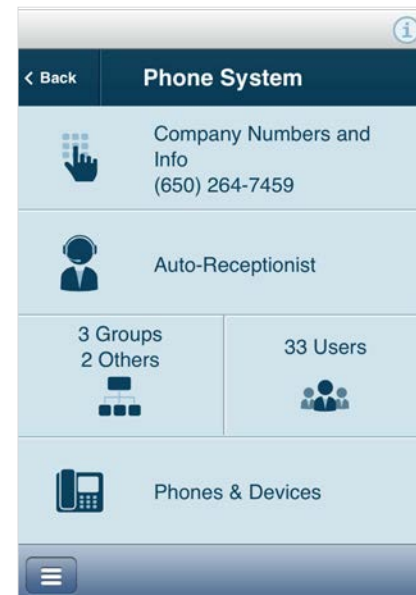 < Back
Phone System
Company Numbers and
Info
(650) 264-7459
Auto-Receptionist
3 Groups
2 Others
33 Users
Phones & Devices